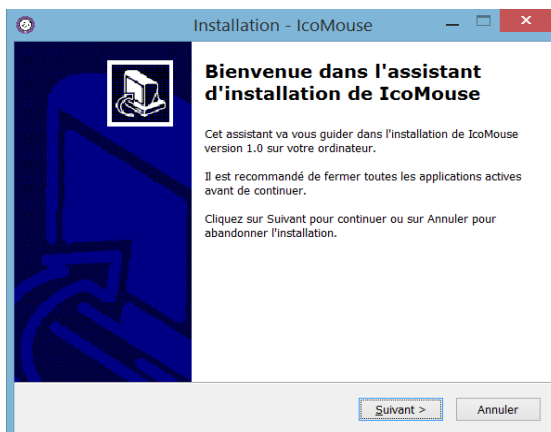 Installation - IcoMouse
Bienvenue dans l'assistant
d'installation de IcoMouse
Cet assistant va vous guider dans l'installation de IcoMouse
version 1.0 sur votre ordinateur.
Il est recommandé de fermer toutes les applications actives
avant de continuer.
Cliquez sur Suivant pour continuer ou sur Annuler pour
abandonner l'installation.
Suivant >
Annuler